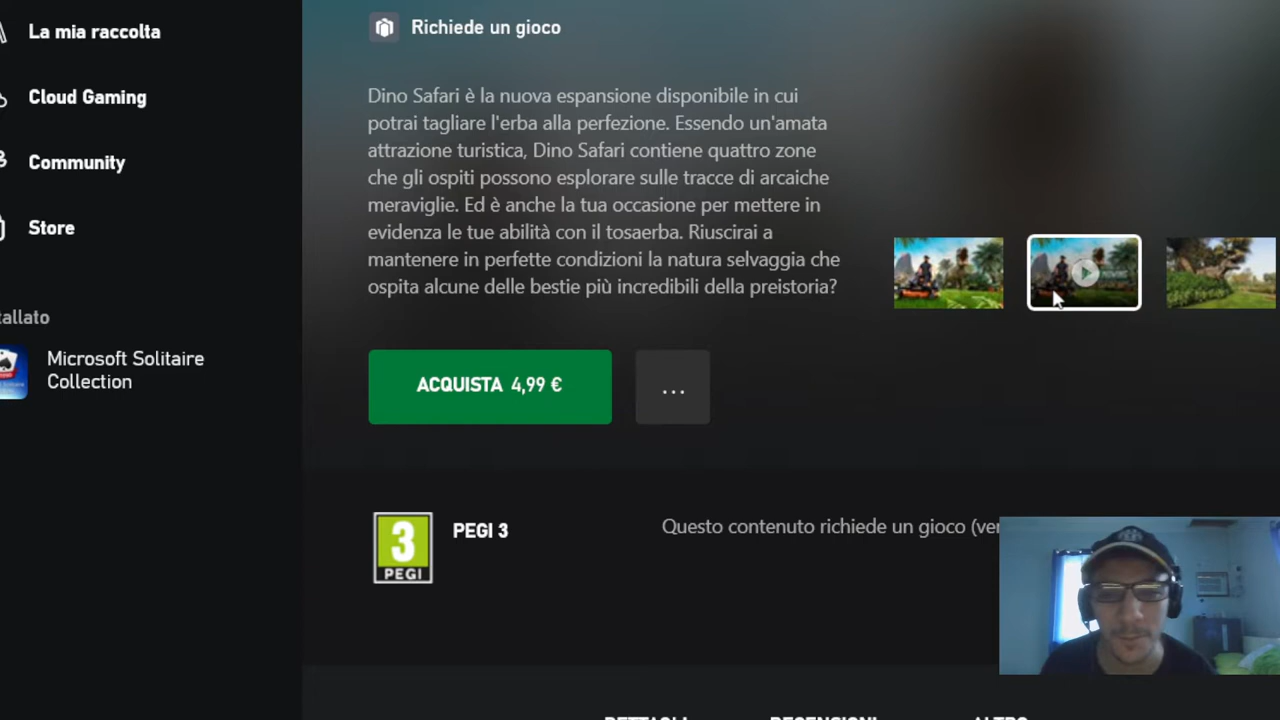 La mia raccolta
Cloud Gaming
Community
Store
tallato
Microsoft Solitaire
Collection
Richiede un gioco
Dino Safari è la nuova espansione disponibile in cui
potrai tagliare l'erba alla perfezione. Essendo un'amata
attrazione turistica, Dino Safari contiene quattro zone
che gli ospiti possono esplorare sulle tracce di arcaiche
meraviglie. Ed è anche la tua occasione per mettere in
evidenza le tue abilità con il tosaerba. Riuscirai a
mantenere in perfette condizioni la natura selvaggia che
ospita alcune delle bestie più incredibili della preistoria?
ACQUISTA 4,99 €
...
3
PEGI
PEGI 3
Questo contenuto richiede un gioco (ver
DETTAGLI RECENSIONI ALTRO